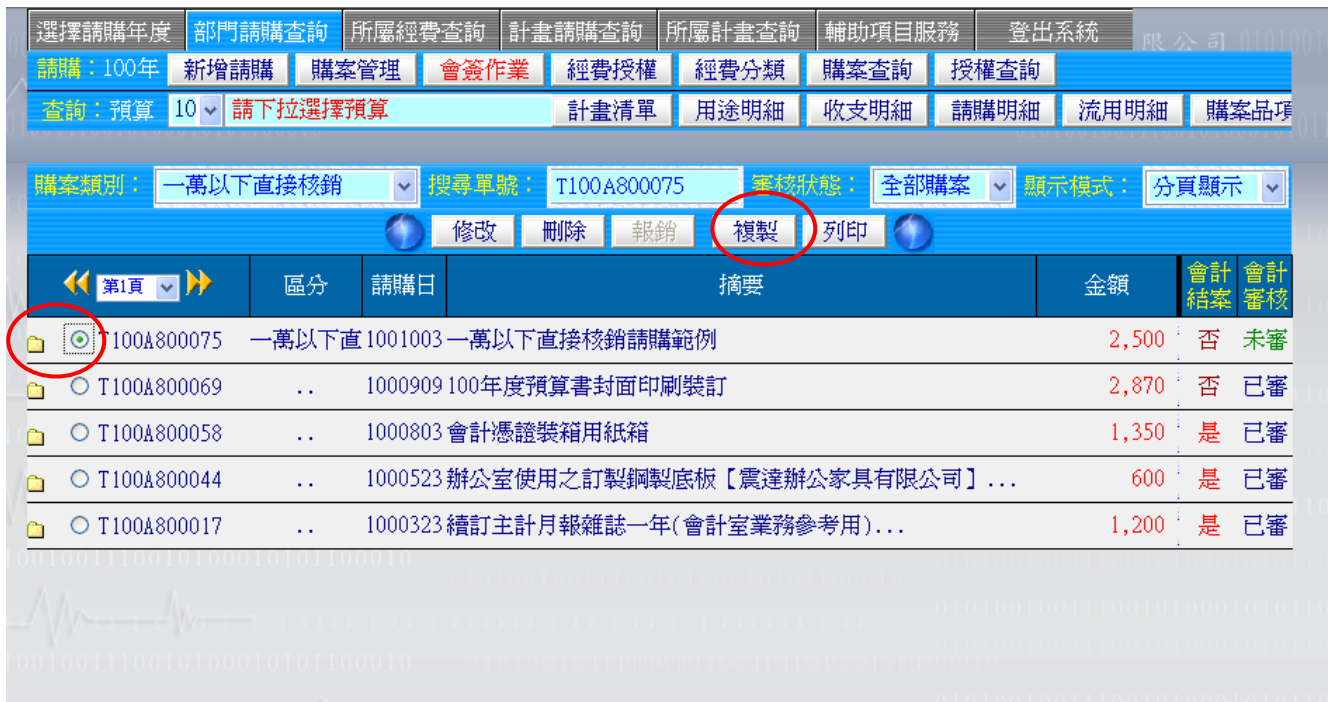 選擇請購年度 部門請購查詢 所屬經費查詢 計畫請購查詢 所屬計畫查詢 輔助項目服務 登出系統 限公司
請購：100年 新增請購 購案管理 會簽作業 經費授權 經費分類 購案查詢 授權查詢
查詢：預算 10 請下拉選擇預算 計畫清單 用途明細 收支明細 請購明細 流用明細 購案品項
購案類別： 一萬以下直接核銷 搜尋單號： T100A800075 審核狀態： 全部購案 顯示模式： 分頁顯示
修改 刪除 報銷 複製 列印
第1頁 區分 請購日 摘要 金額 會計結案 會計審核
T100A800075 一萬以下直 1001003 一萬以下直接核銷請購範例 2,500 否 未審
T100A800069 .. 1000909 100年度預算書封面印刷裝訂 2,870 否 已審
T100A800058 .. 1000803 會計憑證裝箱用紙箱 1,350 是 已審
T100A800044 .. 1000523 辦公室使用之訂製鋼製底板【震達辦公家具有限公司】... 600 是 已審
T100A800017 .. 1000323 續訂主計月報雜誌一年(會計室業務參考用)... 1,200 是 已審